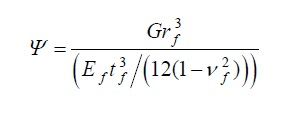 Ψ = Gr_f^3 / (E_f t_f^3 / (12(1−ν_f^2)))